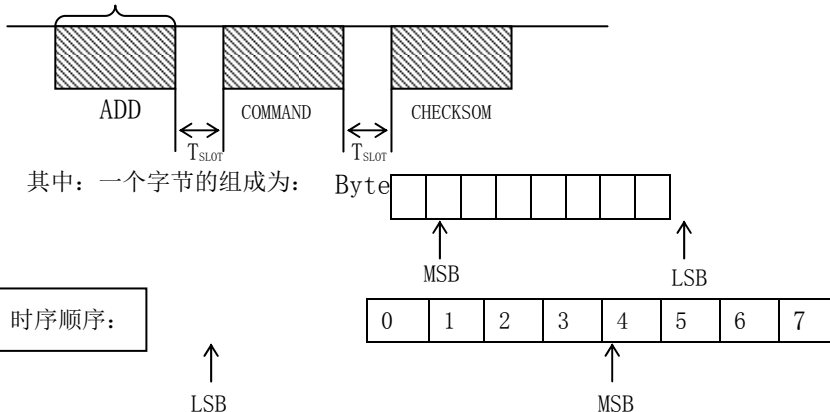 ADD COMMAND CHECKSOM
TSLOT TSLOT
其中：一个字节的组成为： Byte
MSB LSB
时序顺序： 0 1 2 3 4 5 6 7
LSB MSB